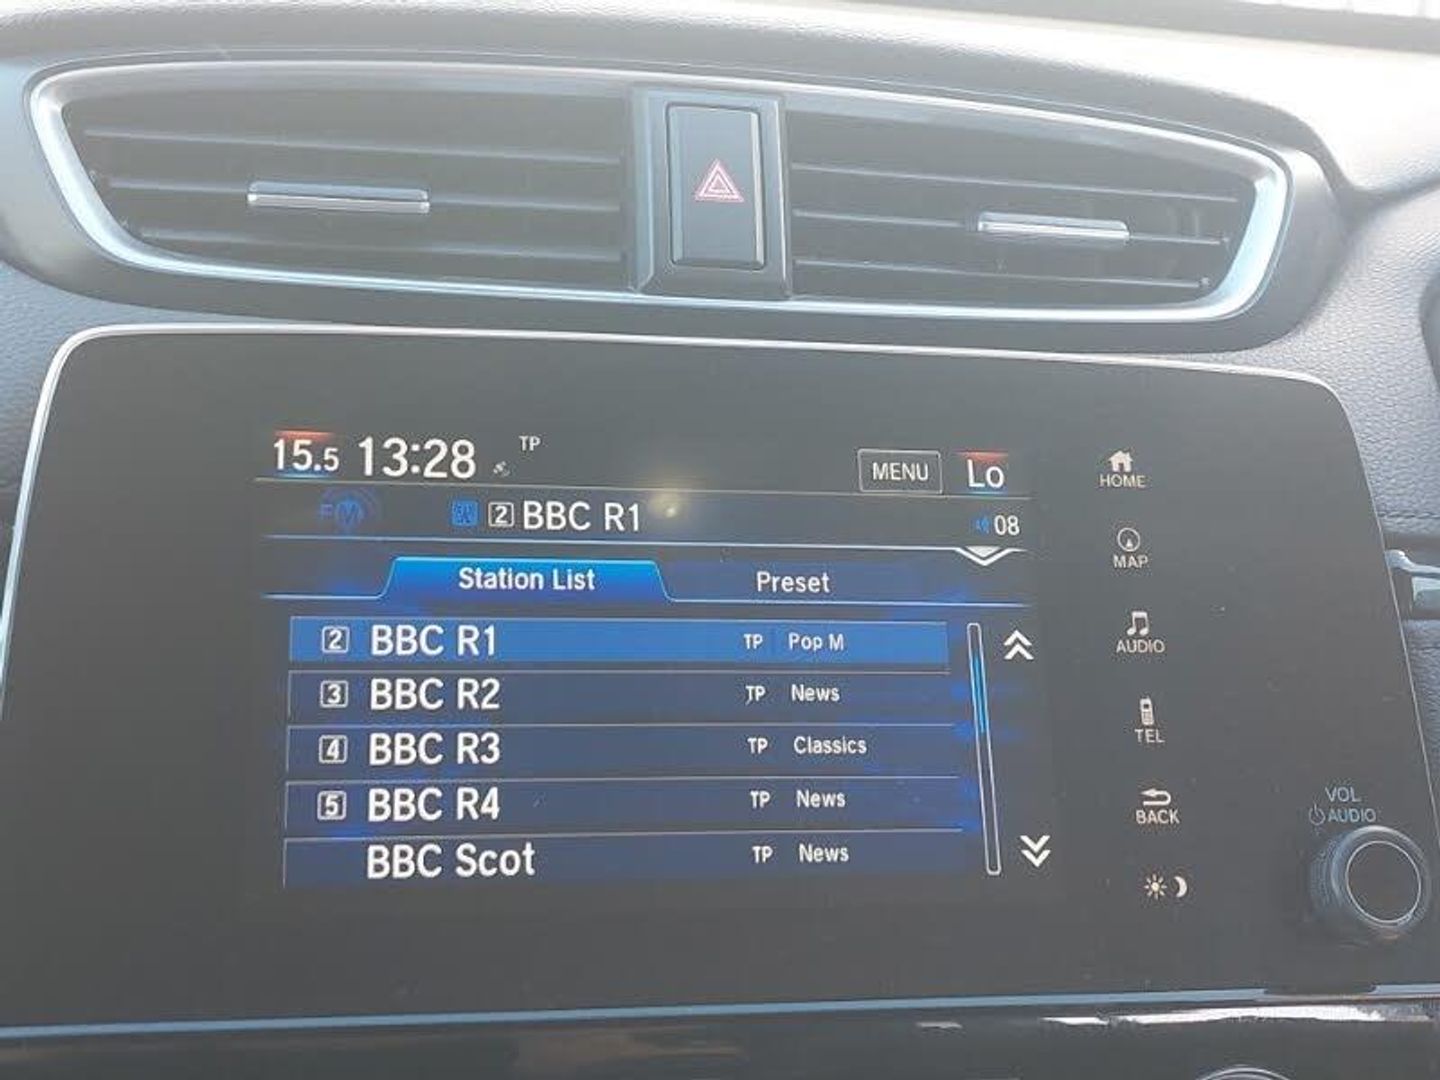 15.5 13:28 TP MENU Lo
HOME
FM 2 BBC R1 08
MAP
Station List Preset
2 BBC R1 TP Pop M
AUDIO
3 BBC R2 TP News
TEL
4 BBC R3 TP Classics
5 BBC R4 TP News
BACK
VOL
AUDIO
BBC Scot TP News